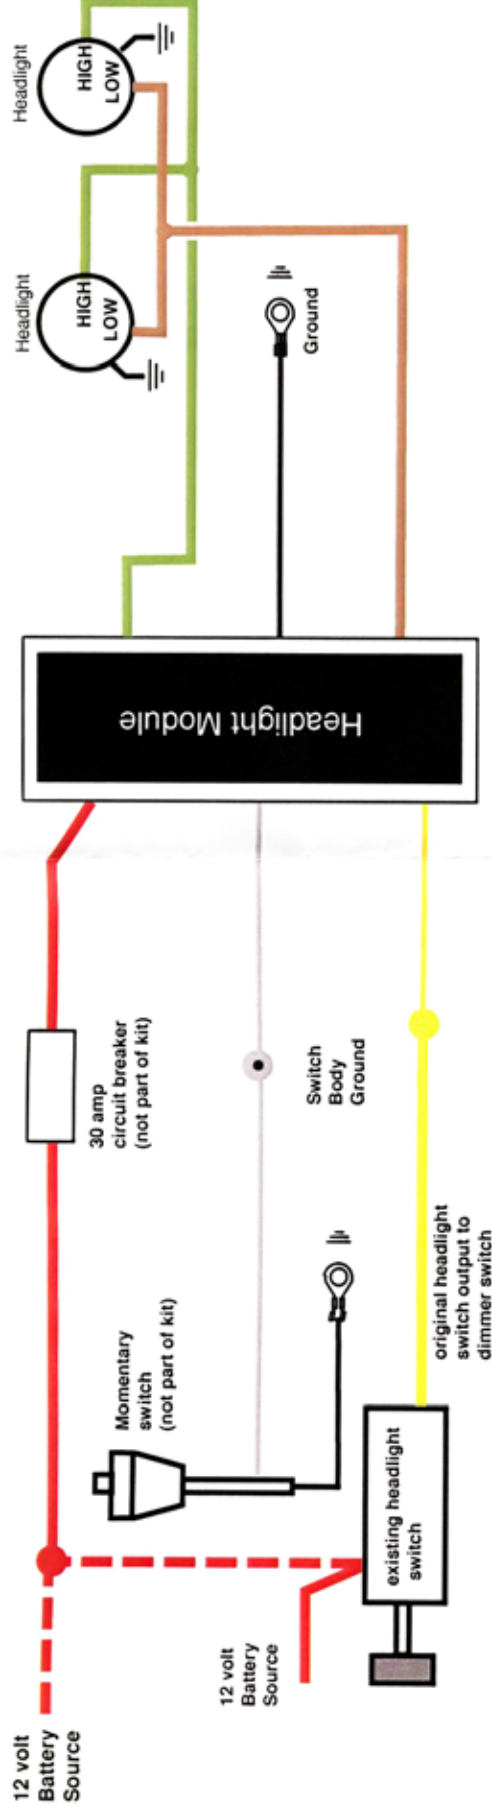 Headlight
HIGH
LOW
Headlight
HIGH
LOW
Ground
Headlight Module
30 amp
circuit breaker
(not part of kit)
Switch
Body
Ground
Momentary
switch
(not part of kit)
original headlight
switch output to
dimmer switch
existing headlight
switch
12 volt
Battery
Source
12 volt
Battery
Source